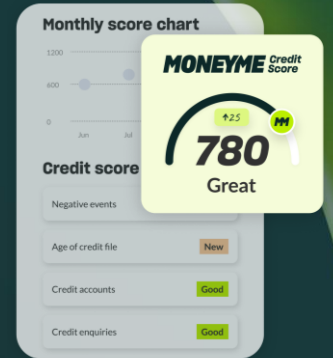 Monthly score chart
1200
600
0
Jun
Jul
MONEYME Credit Score
↑25
780
Great
Credit score
Negative events
Age of credit file
New
Credit accounts
Good
Credit enquiries
Good